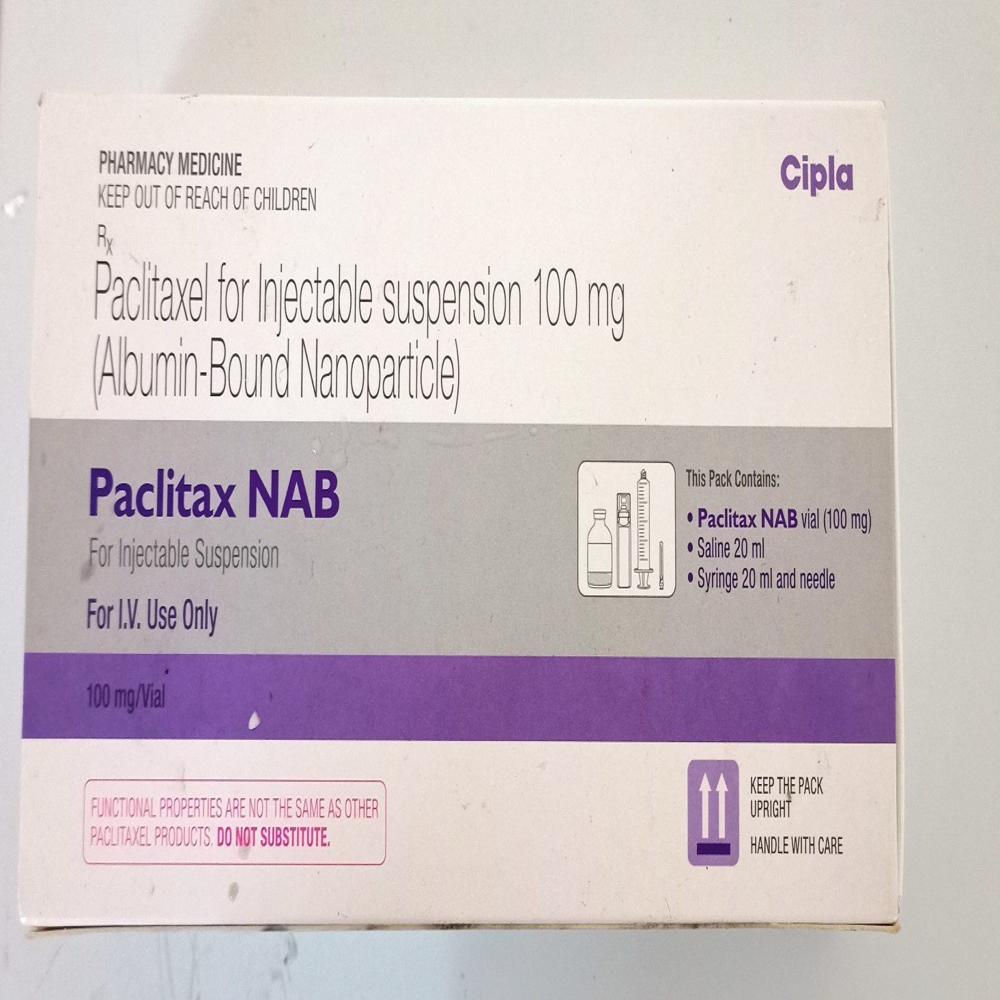 PHARMACY MEDICINE
KEEP OUT OF REACH OF CHILDREN
Cipla
Rx
Paclitaxel for Injectable suspension 100 mg
(Albumin-Bound Nanoparticle)
Paclitax NAB
For Injectable Suspension
For I.V. Use Only
This Pack Contains:
• Paclitax NAB vial (100 mg)
• Saline 20 ml
• Syringe 20 ml and needle
100 mg/Vial
FUNCTIONAL PROPERTIES ARE NOT THE SAME AS OTHER
PACLITAXEL PRODUCTS. DO NOT SUBSTITUTE.
KEEP THE PACK
UPRIGHT
HANDLE WITH CARE